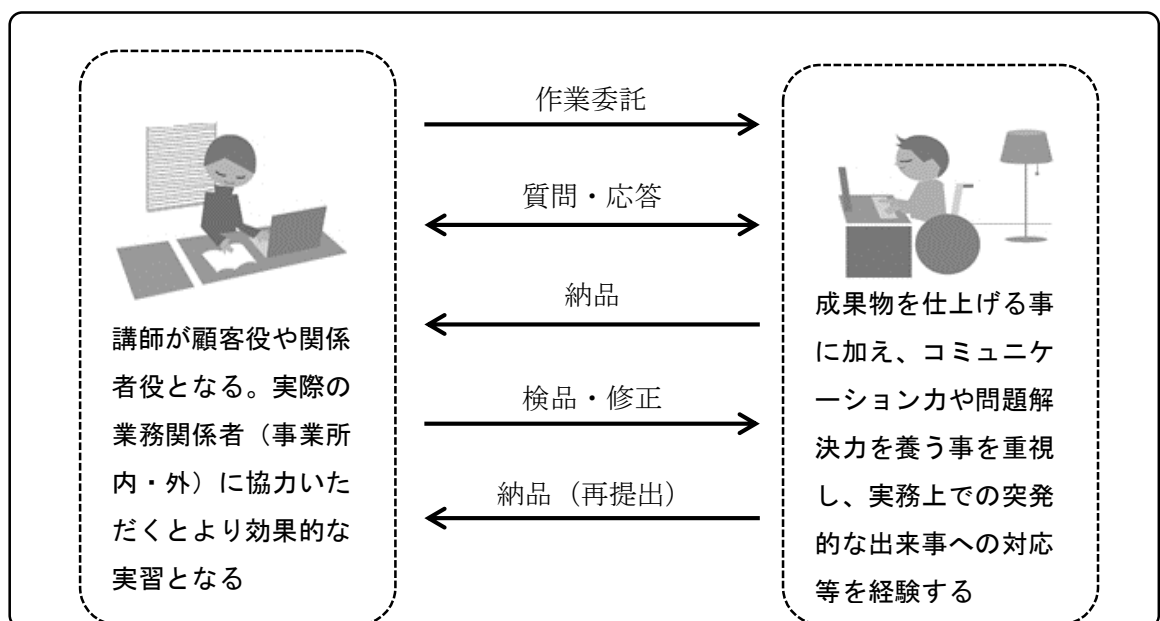 作業委託
質問・応答
納品
検品・修正
納品（再提出）
講師が顧客役や関係
者役となる。実際の
業務関係者（事業所
内・外）に協力いた
だくとより効果的な
実習となる
成果物を仕上げる事
に加え、コミュニケ
ーション力や問題解
決力を養う事を重視
し、実務上での突発
的な出来事への対応
等を経験する